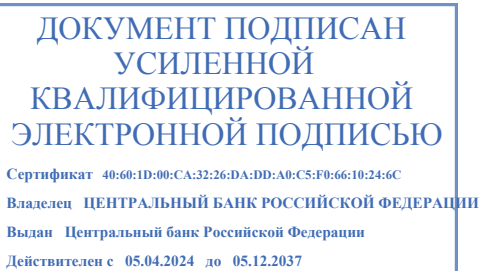 ДОКУМЕНТ ПОДПИСАН
УСИЛЕННОЙ
КВАЛИФИЦИРОВАННОЙ
ЭЛЕКТРОННОЙ ПОДПИСЬЮ
Сертификат 40:60:1D:00:CA:32:26:DA:DD:A0:C5:F0:66:10:24:6C
Владелец ЦЕНТРАЛЬНЫЙ БАНК РОССИЙСКОЙ ФЕДЕРАЦИИ
Выдан Центральный банк Российской Федерации
Действителен с 05.04.2024 до 05.12.2037